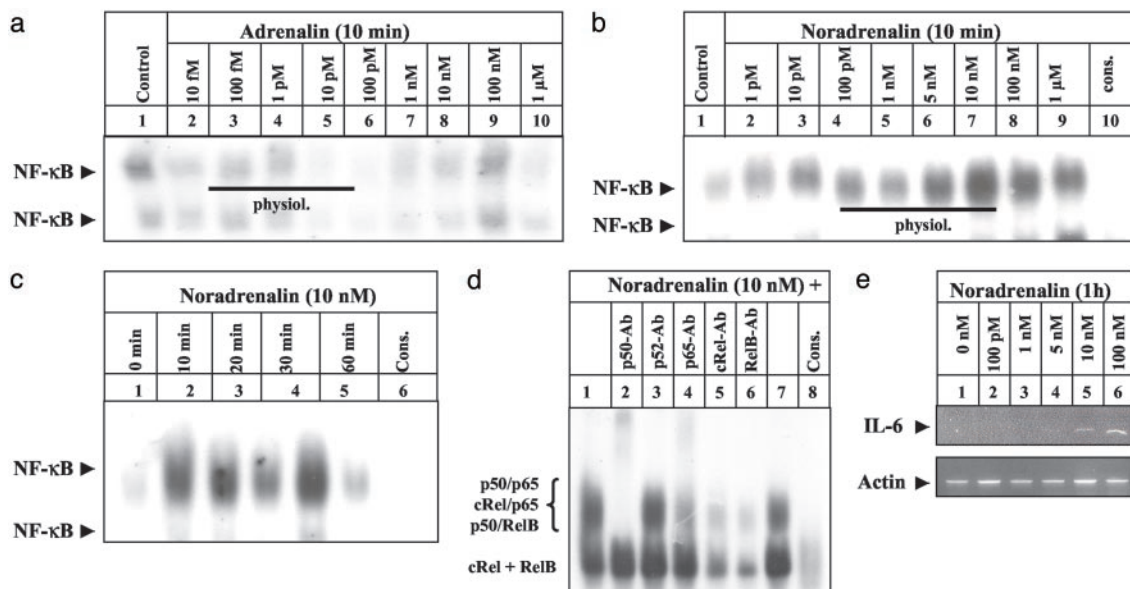 a
Adrenalin (10 min)
Control
10 fM
100 fM
1 pM
10 pM
100 pM
1 nM
10 nM
100 nM
1 µM
1 2 3 4 5 6 7 8 9 10
NF-κB ►
physiol.
NF-κB ►
b
Noradrenalin (10 min)
Control
1 pM
10 pM
100 pM
1 nM
5 nM
10 nM
100 nM
1 µM
cons.
1 2 3 4 5 6 7 8 9 10
NF-κB ►
physiol.
NF-κB ►
c
Noradrenalin (10 nM)
0 min
10 min
20 min
30 min
60 min
Cons.
1 2 3 4 5 6
NF-κB ►
NF-κB ►
d
Noradrenalin (10 nM) +
p50-Ab
p52-Ab
p65-Ab
cRel-Ab
RelB-Ab
Cons.
1 2 3 4 5 6 7 8
p50/p65
cRel/p65
p50/RelB
cRel + RelB
e
Noradrenalin (1h)
0 nM
100 pM
1 nM
5 nM
10 nM
100 nM
1 2 3 4 5 6
IL-6 ►
Actin ►